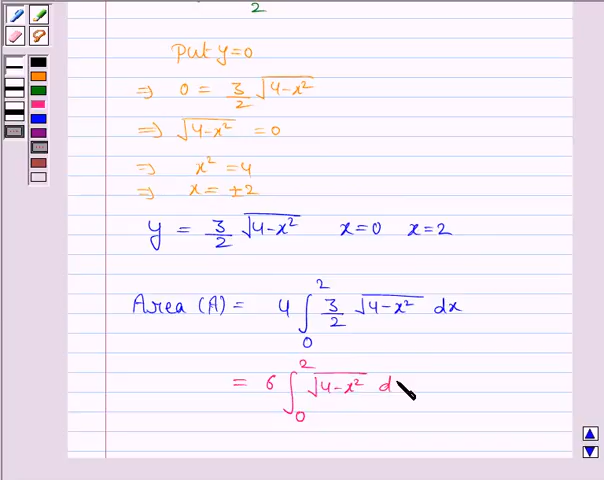 2
Put y=0
⇒ 0 = 3/2 √(4-x²)
⇒ √(4-x²) = 0
⇒ x² = 4
⇒ x = ±2
y = 3/2 √(4-x²) x=0 x=2
Area (A) = 4 ∫₀² 3/2 √(4-x²) dx
= 6 ∫₀² √(4-x²) d